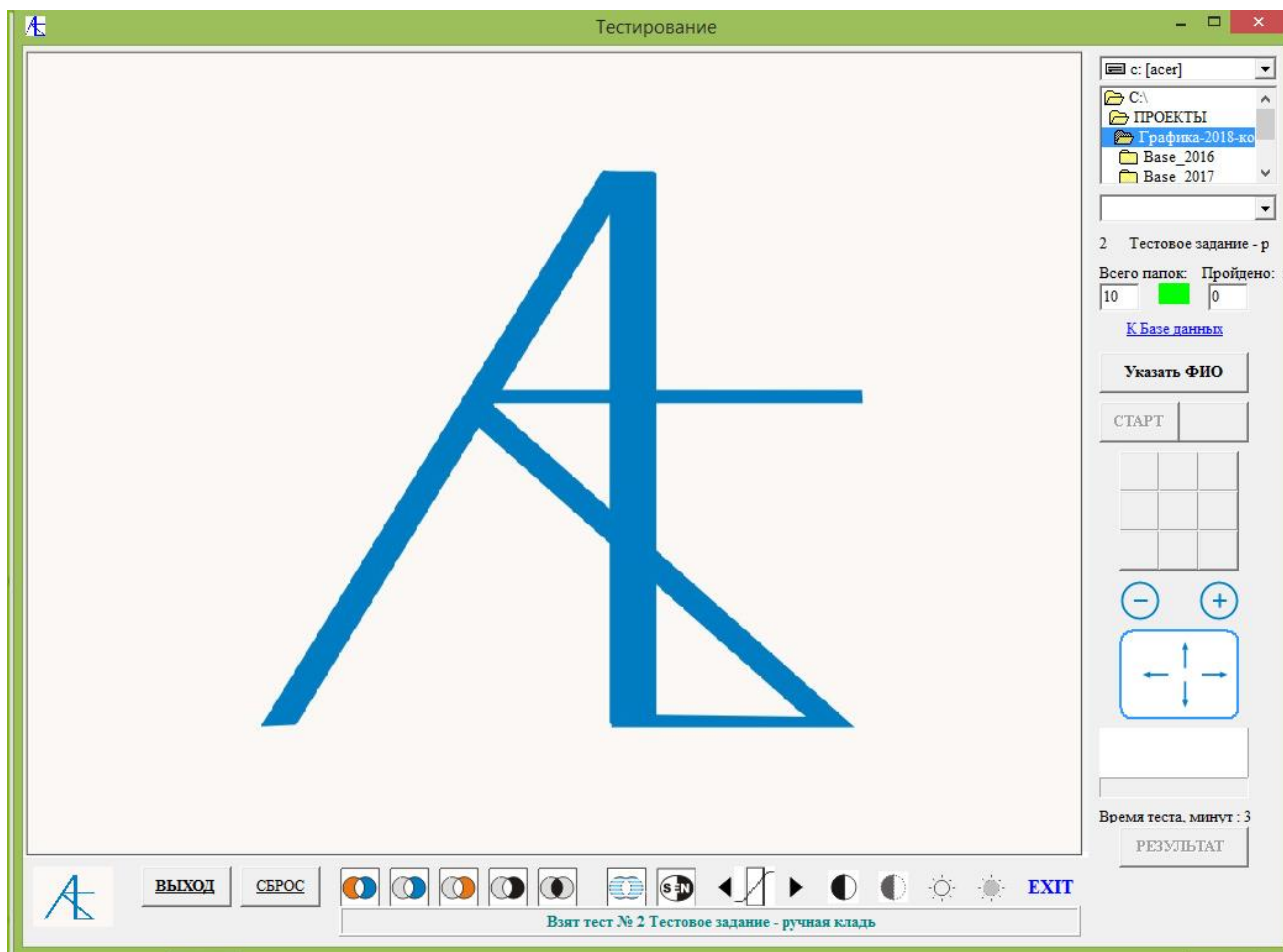 Тестирование
c: [acer]
C:\
ПРОЕКТЫ
Графика-2018-ко
Base_2016
Base_2017
2 Тестовое задание - р
Всего папок: Пройдено:
10 0
К Базе данных
Указать ФИО
СТАРТ
Время теста, минут : 3
РЕЗУЛЬТАТ
ВЫХОД СБРОС S=N EXIT
Взят тест № 2 Тестовое задание - ручная кладь